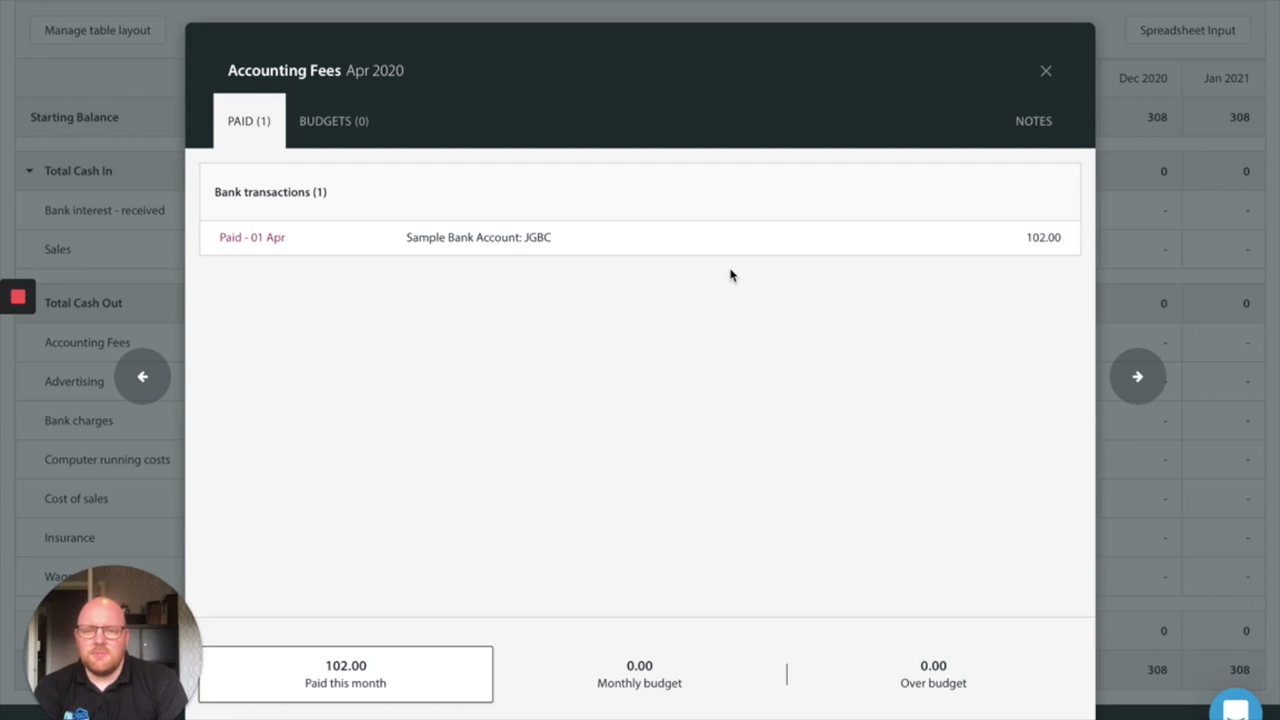 Manage table layout
Spreadsheet Input
Accounting Fees Apr 2020
Dec 2020 Jan 2021
PAID (1) BUDGETS (0) NOTES
Starting Balance 308 308
Total Cash In 0 0
Bank transactions (1)
Bank interest - received - -
Paid - 01 Apr Sample Bank Account: JGBC 102.00
Sales - -
Total Cash Out 0 0
Accounting Fees -
Advertising - -
Bank charges - -
Computer running costs - -
Cost of sales - -
Insurance - -
- -
0 0
102.00 0.00 0.00
308 308
Paid this month Monthly budget Over budget